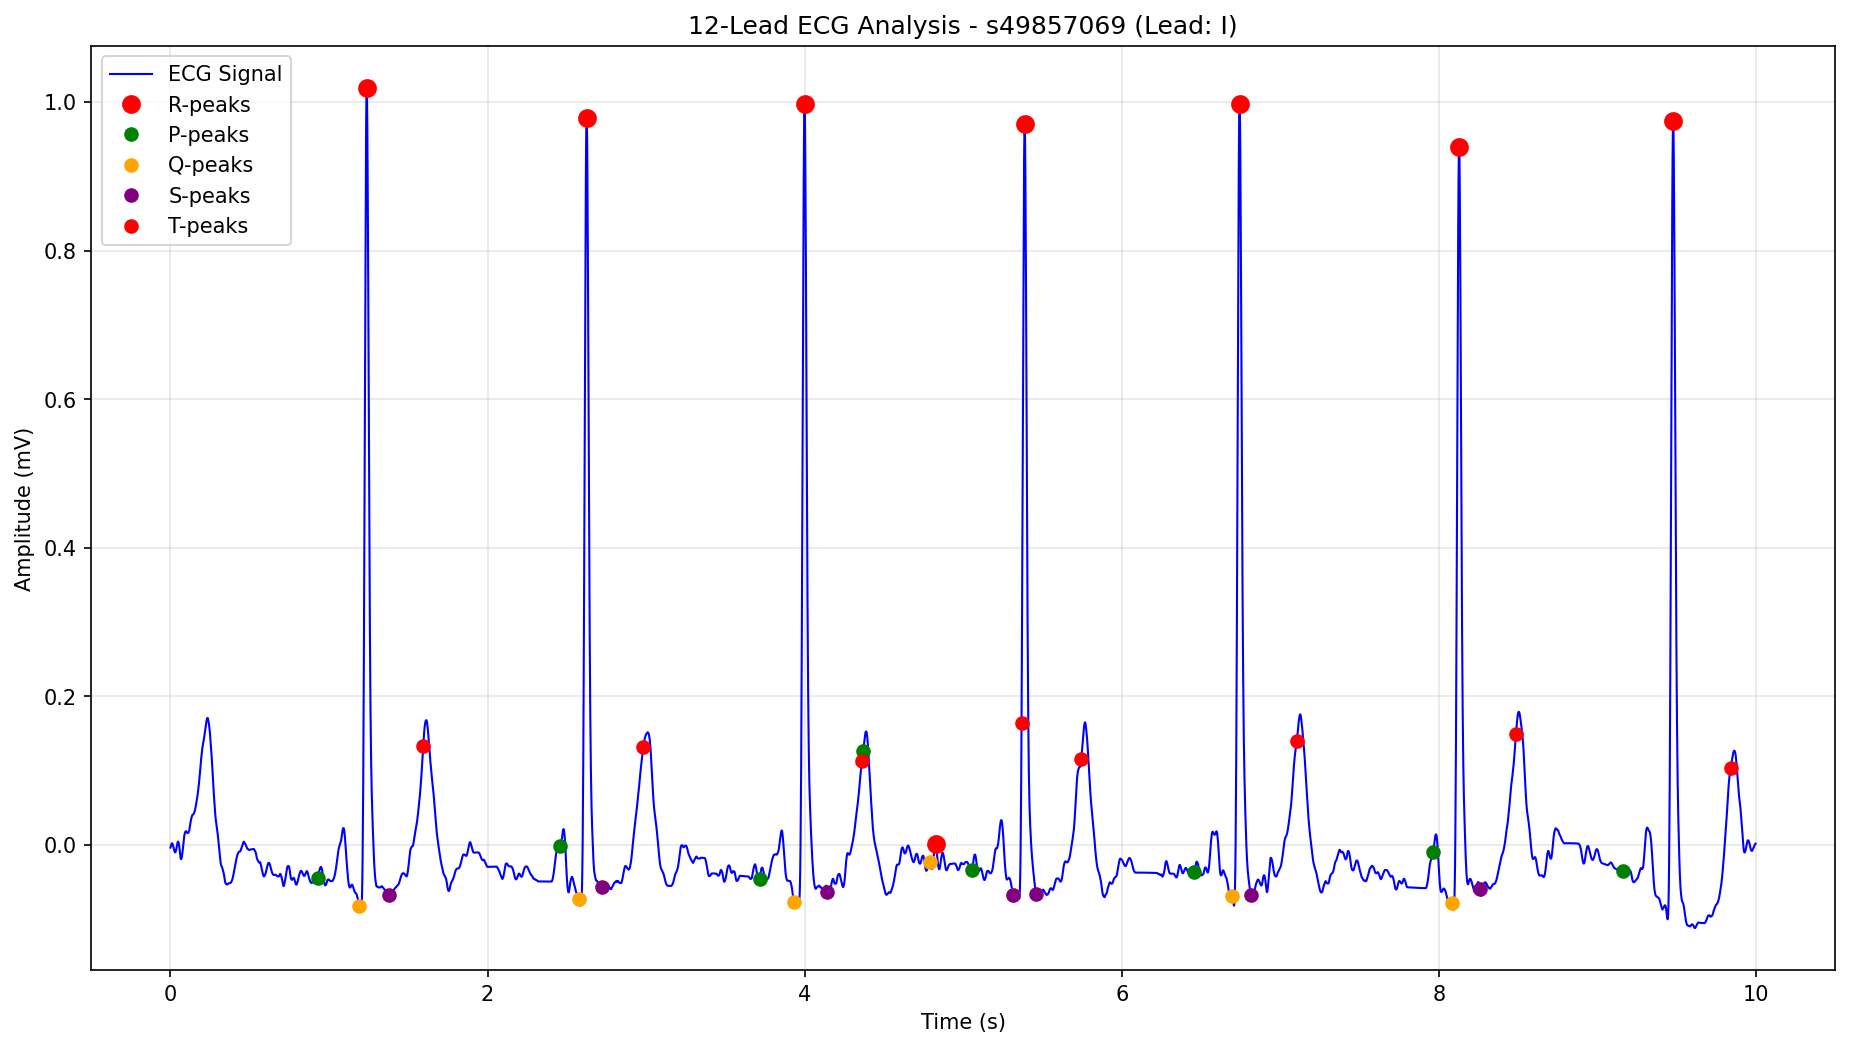 12-Lead ECG Analysis - s49857069 (Lead: I)
ECG Signal
R-peaks
P-peaks
Q-peaks
S-peaks
T-peaks
1.0
0.8
0.6
0.4
0.2
0.0
Amplitude (mV)
0 2 4 6 8 10
Time (s)